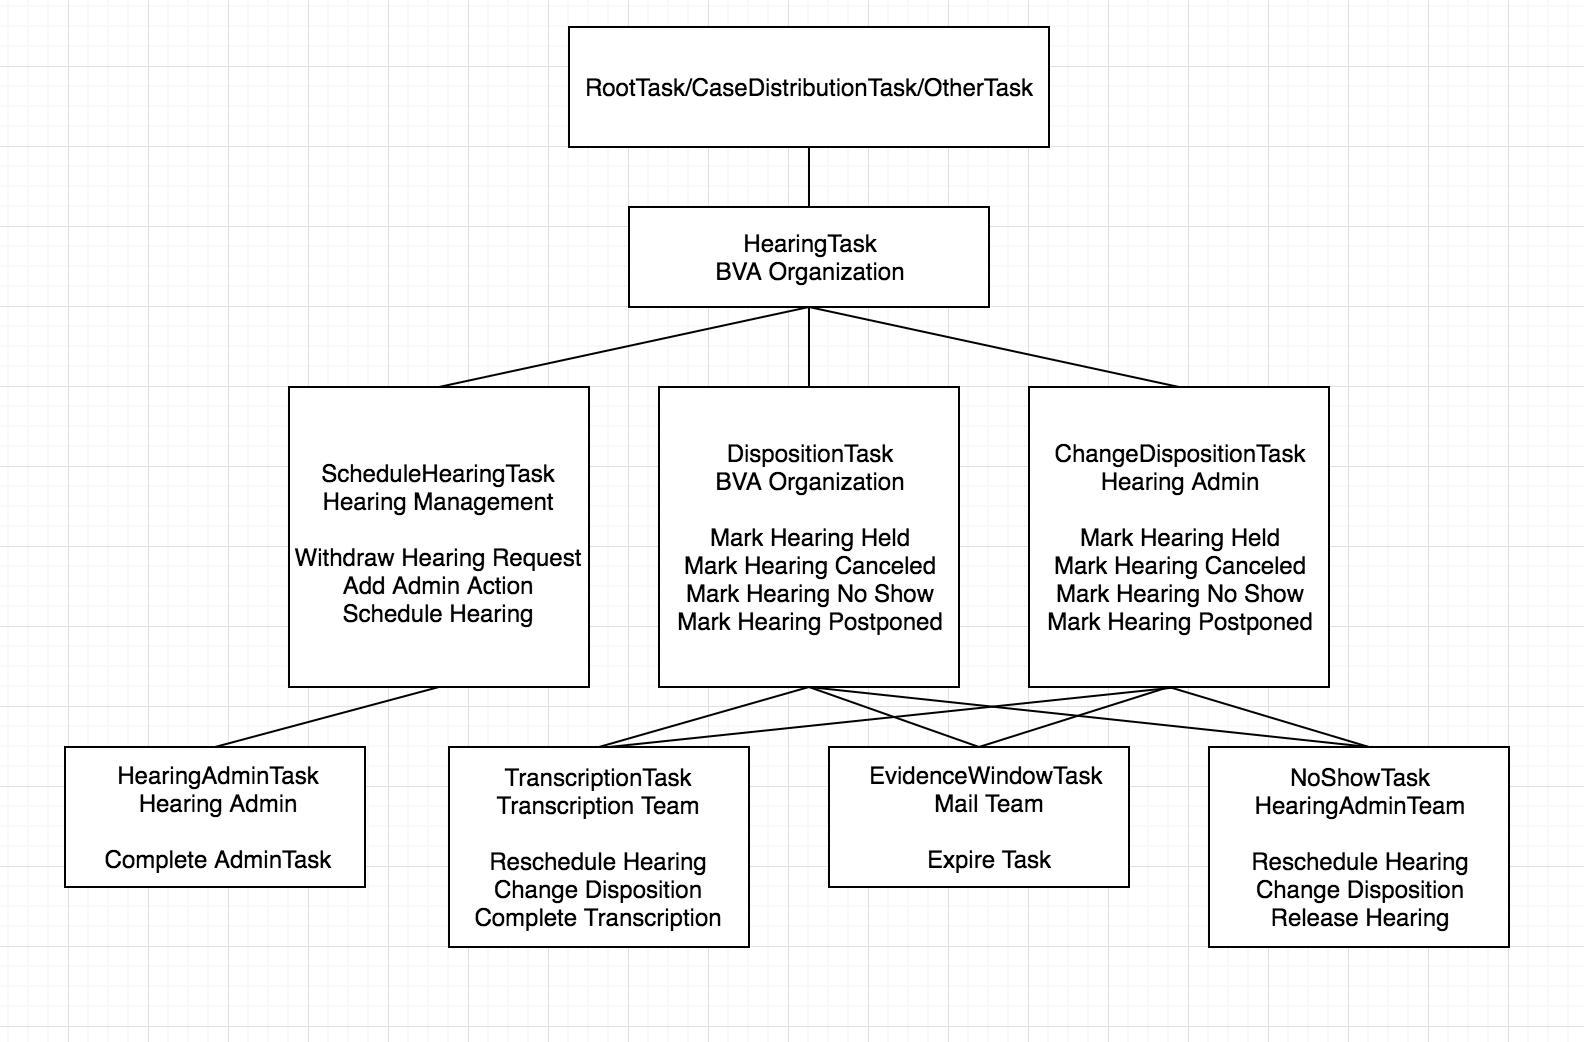 RootTask/CaseDistributionTask/OtherTask
HearingTask
BVA Organization
ScheduleHearingTask
Hearing Management
Withdraw Hearing Request
Add Admin Action
Schedule Hearing
DispositionTask
BVA Organization
Mark Hearing Held
Mark Hearing Canceled
Mark Hearing No Show
Mark Hearing Postponed
ChangeDispositionTask
Hearing Admin
Mark Hearing Held
Mark Hearing Canceled
Mark Hearing No Show
Mark Hearing Postponed
HearingAdminTask
Hearing Admin
Complete AdminTask
TranscriptionTask
Transcription Team
Reschedule Hearing
Change Disposition
Complete Transcription
EvidenceWindowTask
Mail Team
Expire Task
NoShowTask
HearingAdminTeam
Reschedule Hearing
Change Disposition
Release Hearing